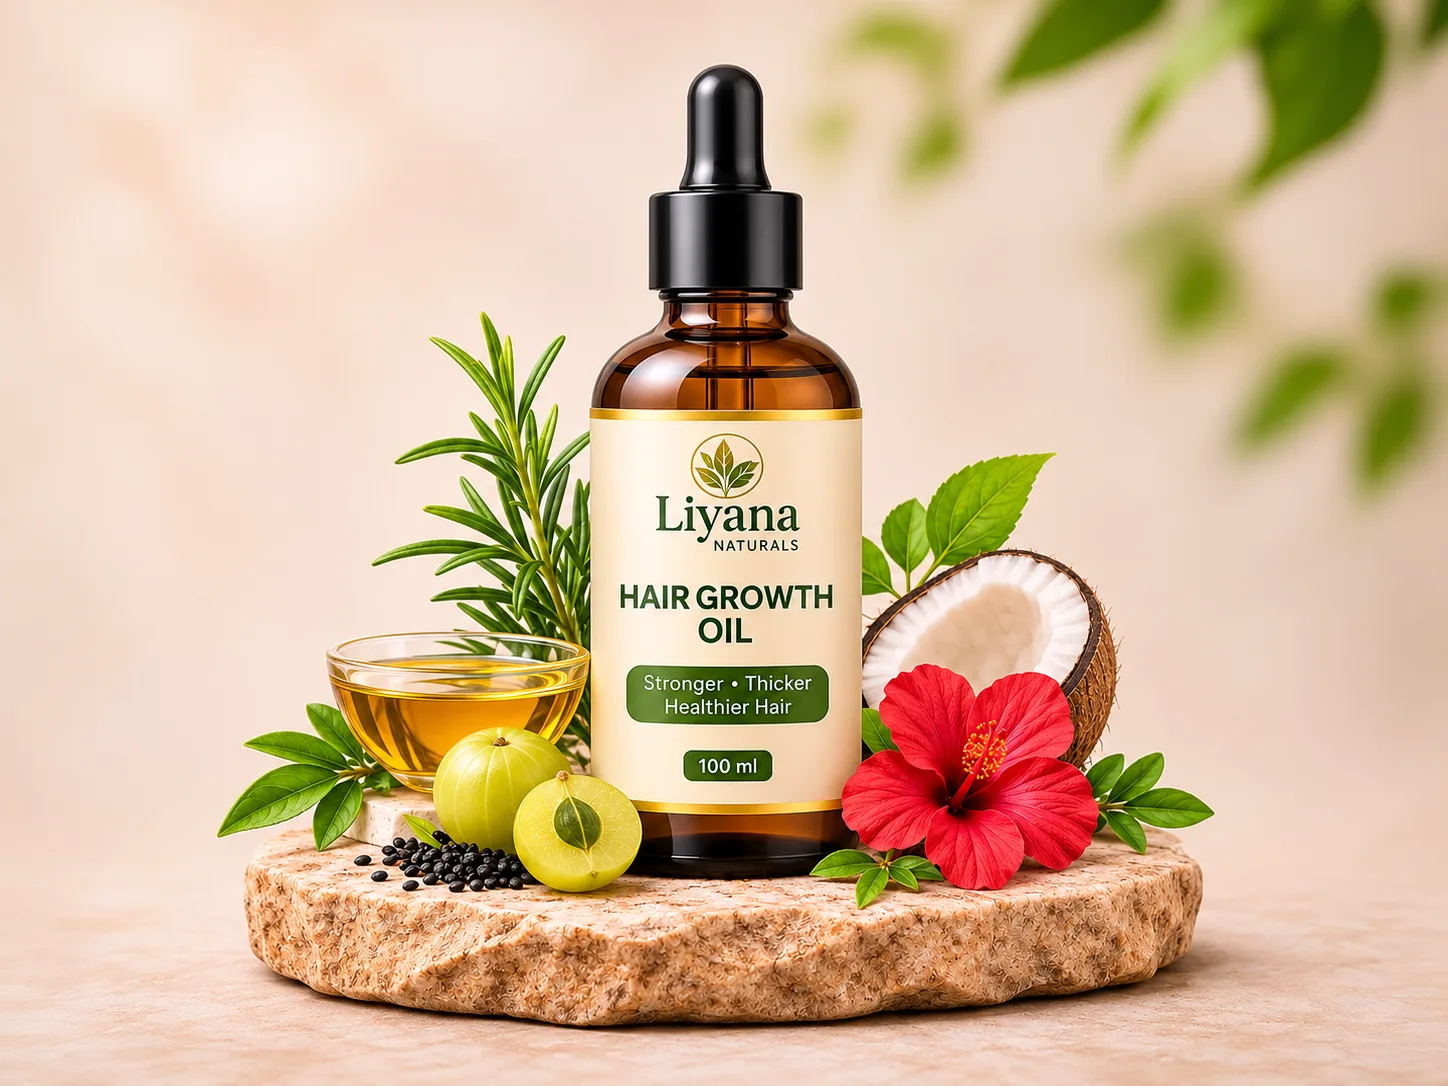 Liyana
NATURALS
HAIR GROWTH
OIL
Stronger • Thicker
Healthier Hair
100 ml